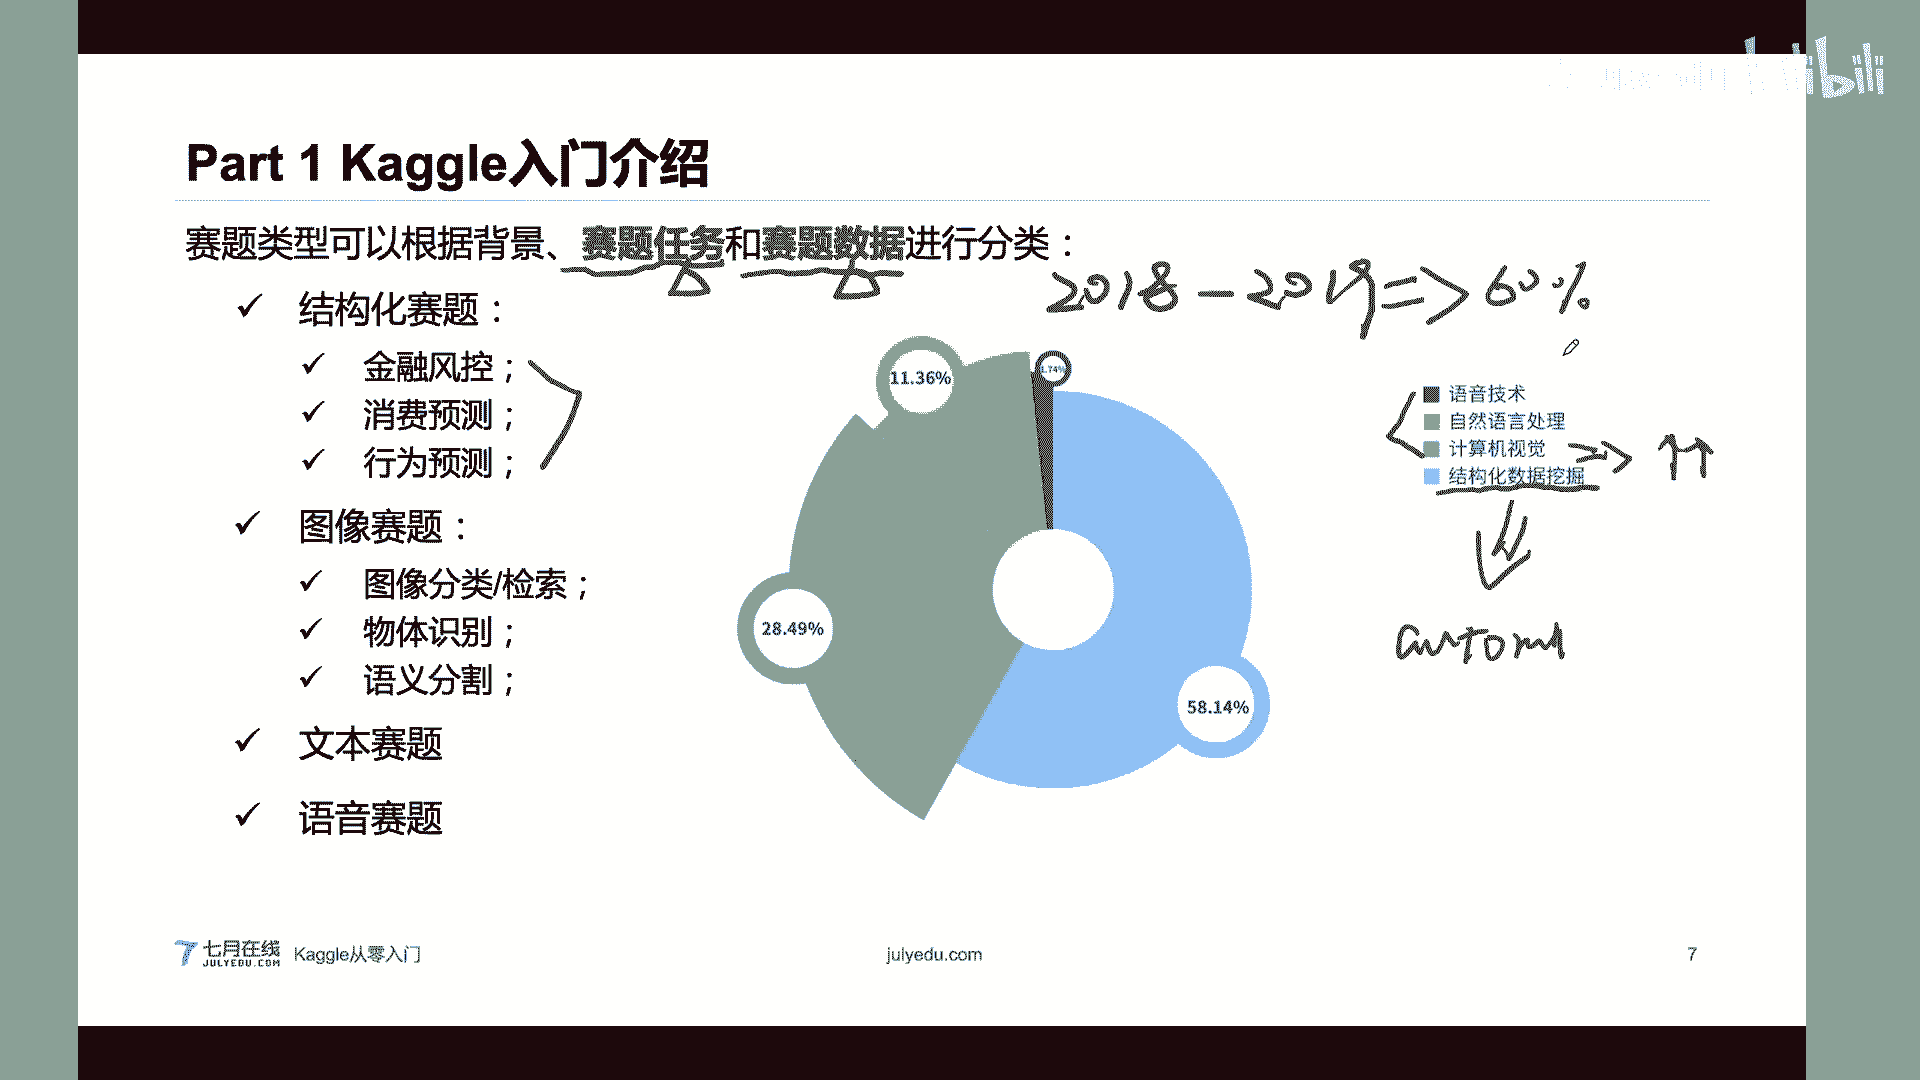 bilibili
Part 1 Kaggle入门介绍
赛题类型可以根据背景、赛题任务和赛题数据进行分类：
2018-2019=>60%
结构化赛题：
金融风控；
消费预测；
行为预测；
图像赛题：
图像分类/检索；
物体识别；
语义分割；
文本赛题
语音赛题
11.36%
1.74%
28.49%
58.14%
语音技术
自然语言处理
计算机视觉
结构化数据挖掘
automl
七月在线
JULYEDU.COM
Kaggle从零入门
julyedu.com
7